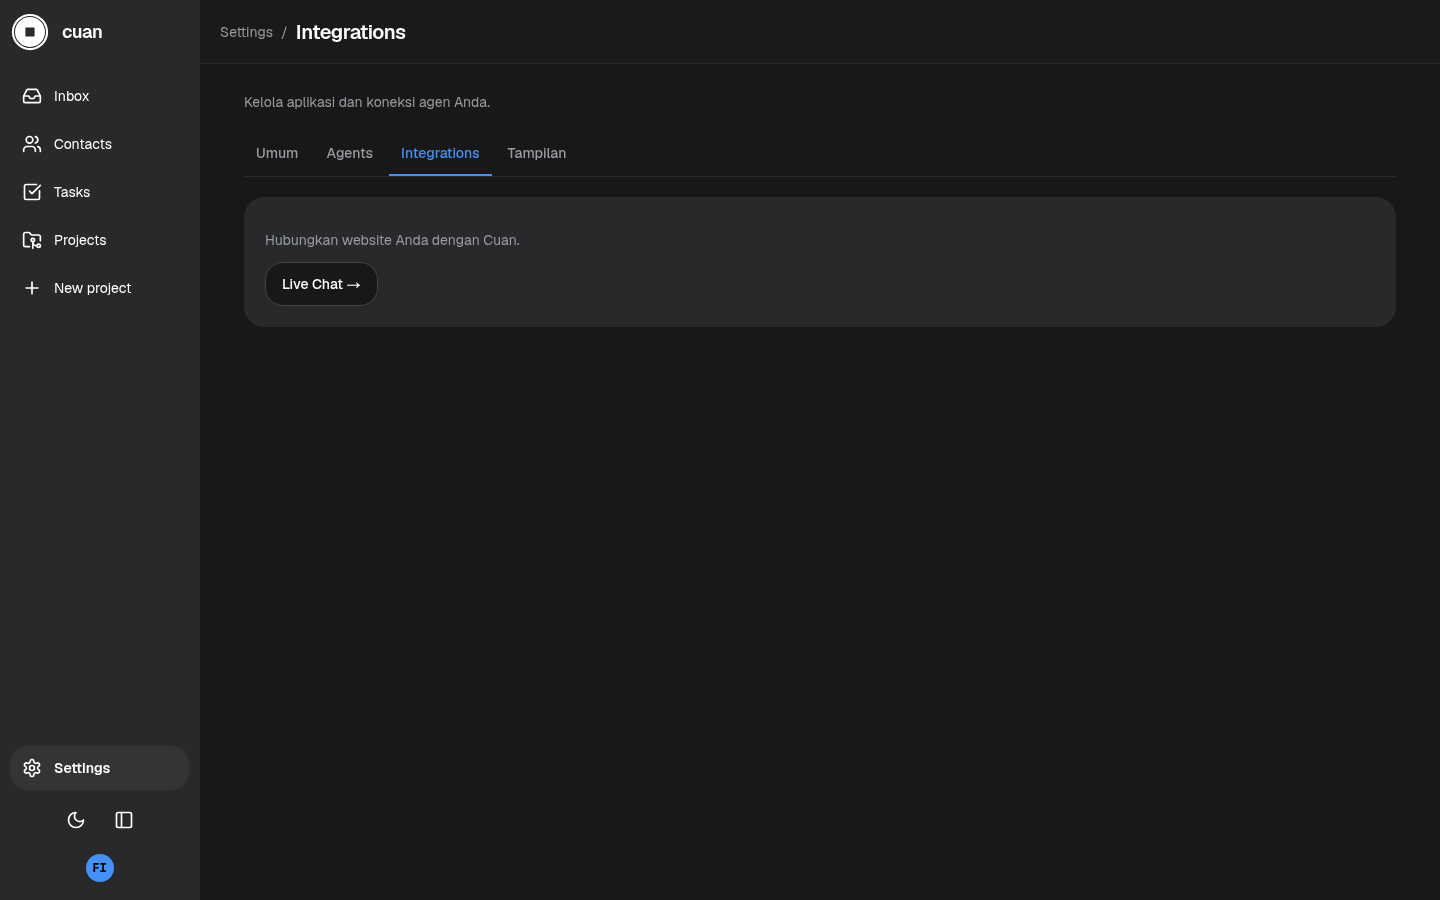 cuan
Settings / Integrations
Inbox
Contacts
Tasks
Projects
New project
Kelola aplikasi dan koneksi agen Anda.
Umum Agents Integrations Tampilan
Hubungkan website Anda dengan Cuan.
Live Chat →
Settings
FI